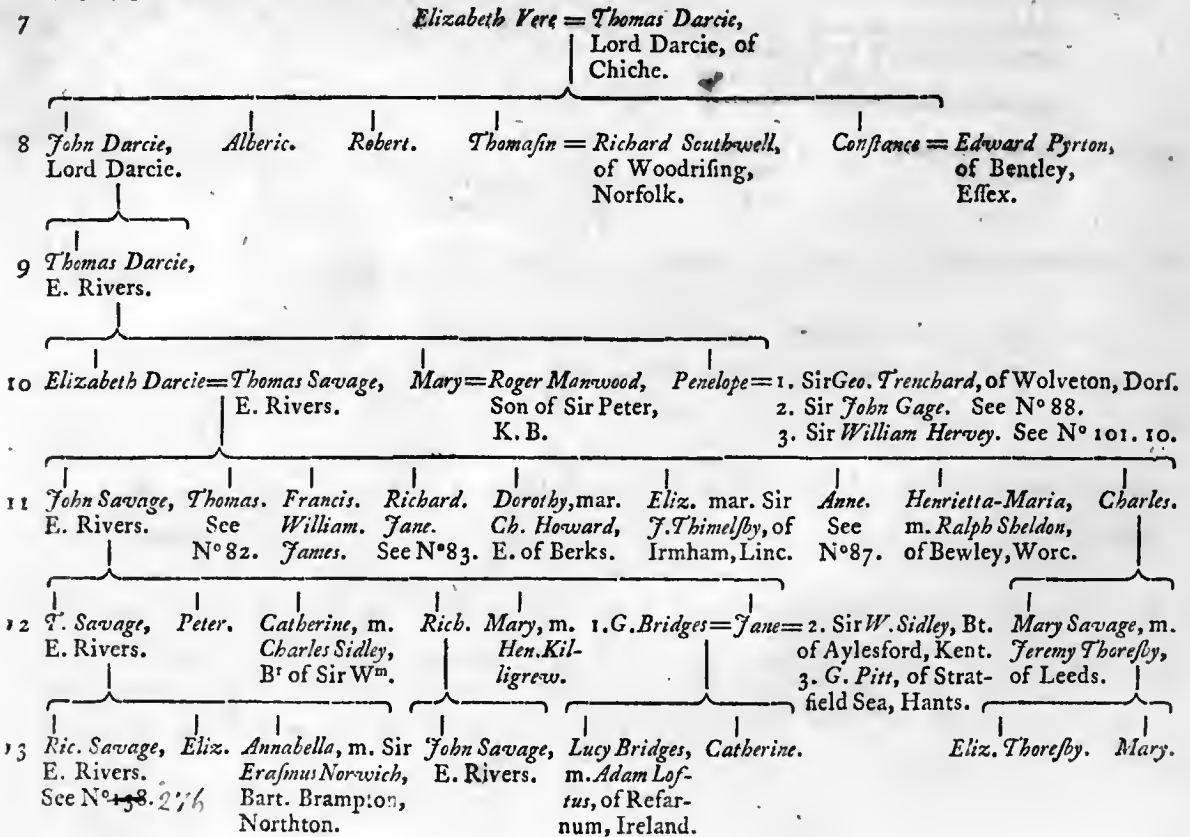 7 Elizabeth Vere = Thomas Darcie,
Lord Darcie, of
Chiche.
8 John Darcie, Alberic. Robert. Thomaſin = Richard Southwell, Conſtance = Edward Pyrton,
Lord Darcie. of Woodriſing, of Bentley,
Norfolk. Eſſex.
9 Thomas Darcie,
E. Rivers.
10 Elizabeth Darcie = Thomas Savage, Mary = Roger Manwood, Penelope = 1. Sir Geo. Trenchard, of Wolveton, Dorſ.
E. Rivers. Son of Sir Peter, 2. Sir John Gage. See No 88.
K. B. 3. Sir William Hervey. See No 101. 10.
11 John Savage, Thomas. Francis. Richard. Dorothy, mar. Eliz. mar. Sir Anne. Henrietta-Maria, Charles.
E. Rivers. See William. Jane. Ch. Howard, J. Thimelſby, of See m. Ralph Sheldon,
No 82. James. See No 83. E. of Berks. Irmham, Linc. No 87. of Bewley, Worc.
12 T. Savage, Peter. Catherine, m. Rich. Mary, m. 1. G. Bridges = Jane = 2. Sir W. Sidley, Bt. Mary Savage, m.
E. Rivers. Charles Sidley, Hen. Kil- of Aylesford, Kent. Jeremy Thoreſby,
Br of Sir Wm. ligrew. 3. G. Pitt, of Strat- of Leeds.
field Sea, Hants.
13 Ric. Savage, Eliz. Annabella, m. Sir John Savage, Lucy Bridges, Catherine. Eliz. Thoreſby. Mary.
E. Rivers. Eraſmus Norwich, E. Rivers. m. Adam Lof-
See No 138. Bart. Brampton, tus, of Refar-
Northton. num, Ireland.